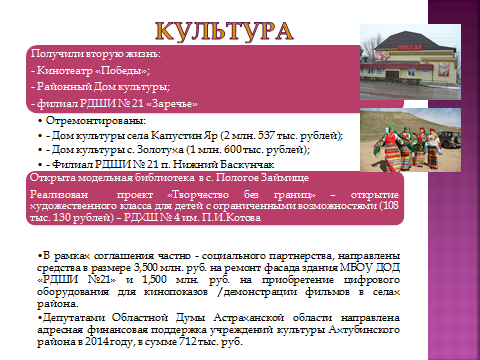 КУЛЬТУРА
Получили вторую жизнь:
- Кинотеатр «Победы»;
- Районный Дом культуры;
- филиал РДШИ № 21 «Заречье»
• Отремонтированы:
• - Дом культуры села Капустин Яр (2 млн. 537 тыс. рублей);
• - Дом культуры с. Золотуха (1 млн. 600 тыс. рублей);
• - Филиал РДШИ № 21 п. Нижний Баскунчак
Открыта модельная библиотека в с. Пологое Займище
Реализован проект «Творчество без границ» – открытие
художественного класса для детей с ограниченными возможностями (108
тыс. 130 рублей) – РДХШ № 4 им. П.И.Котова
•В рамках соглашения частно - социального партнерства, направлены
средства в размере 3,500 млн. руб. на ремонт фасада здания МБОУ ДОД
«РДШИ №21» и 1,500 млн. руб. на приобретение цифрового
оборудования для кинопоказов /демонстрации фильмов в селах
района.
•Депутатами Областной Думы Астраханской области направлена
адресная финансовая поддержка учреждений культуры Ахтубинского
района в 2014 году, в сумме 712 тыс. руб.
ПОБЕДА